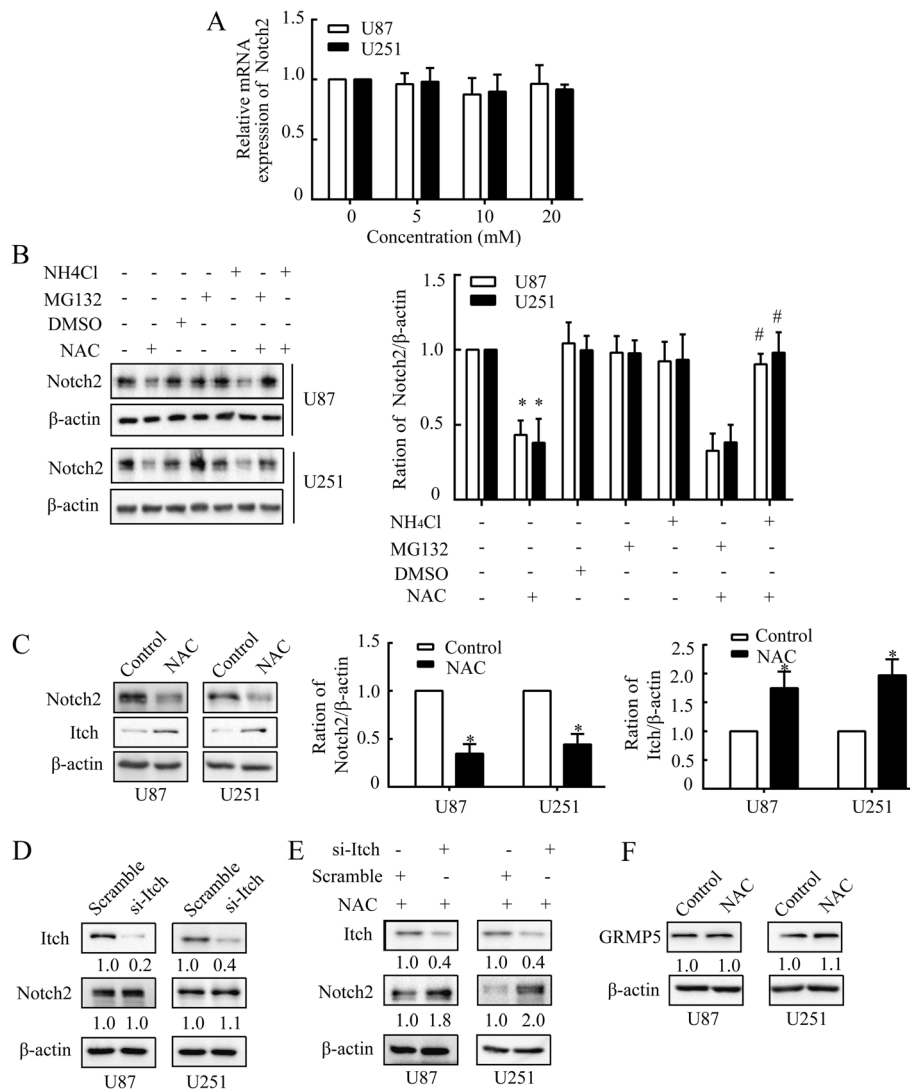 A
Relative mRNA
expression of Notch2
1.5
1.0
0.5
0
U87
U251
0 5 10 20
Concentration (mM)
B
NH4Cl - - - - + - +
MG132 - - - + - + -
DMSO - - + - - - -
NAC - + - - - + +
Notch2
β-actin
U87
Notch2
β-actin
U251
Ration of Notch2/β-actin
1.5
1.0
0.5
0
U87
U251
* *
# #
NH4Cl - - - - + - +
MG132 - - - + - + -
DMSO - - + - - - -
NAC - + - - - + +
C
Control NAC Control NAC
Notch2
Itch
β-actin
U87 U251
Ration of
Notch2/β-actin
1.5
1.0
0.5
0
Control
NAC
* *
U87 U251
Ration of
Itch/β-actin
2.5
2.0
1.5
1.0
0
Control
NAC
* *
U87 U251
D
Scramble si-Itch Scramble si-Itch
Itch
1.0 0.2 1.0 0.4
Notch2
1.0 1.0 1.0 1.1
β-actin
U87 U251
E
si-Itch - + - +
Scramble + - + -
NAC + + + +
Itch
1.0 0.4 1.0 0.4
Notch2
1.0 1.8 1.0 2.0
β-actin
U87 U251
F
Control NAC Control NAC
GRMP5
1.0 1.0 1.0 1.1
β-actin
U87 U251